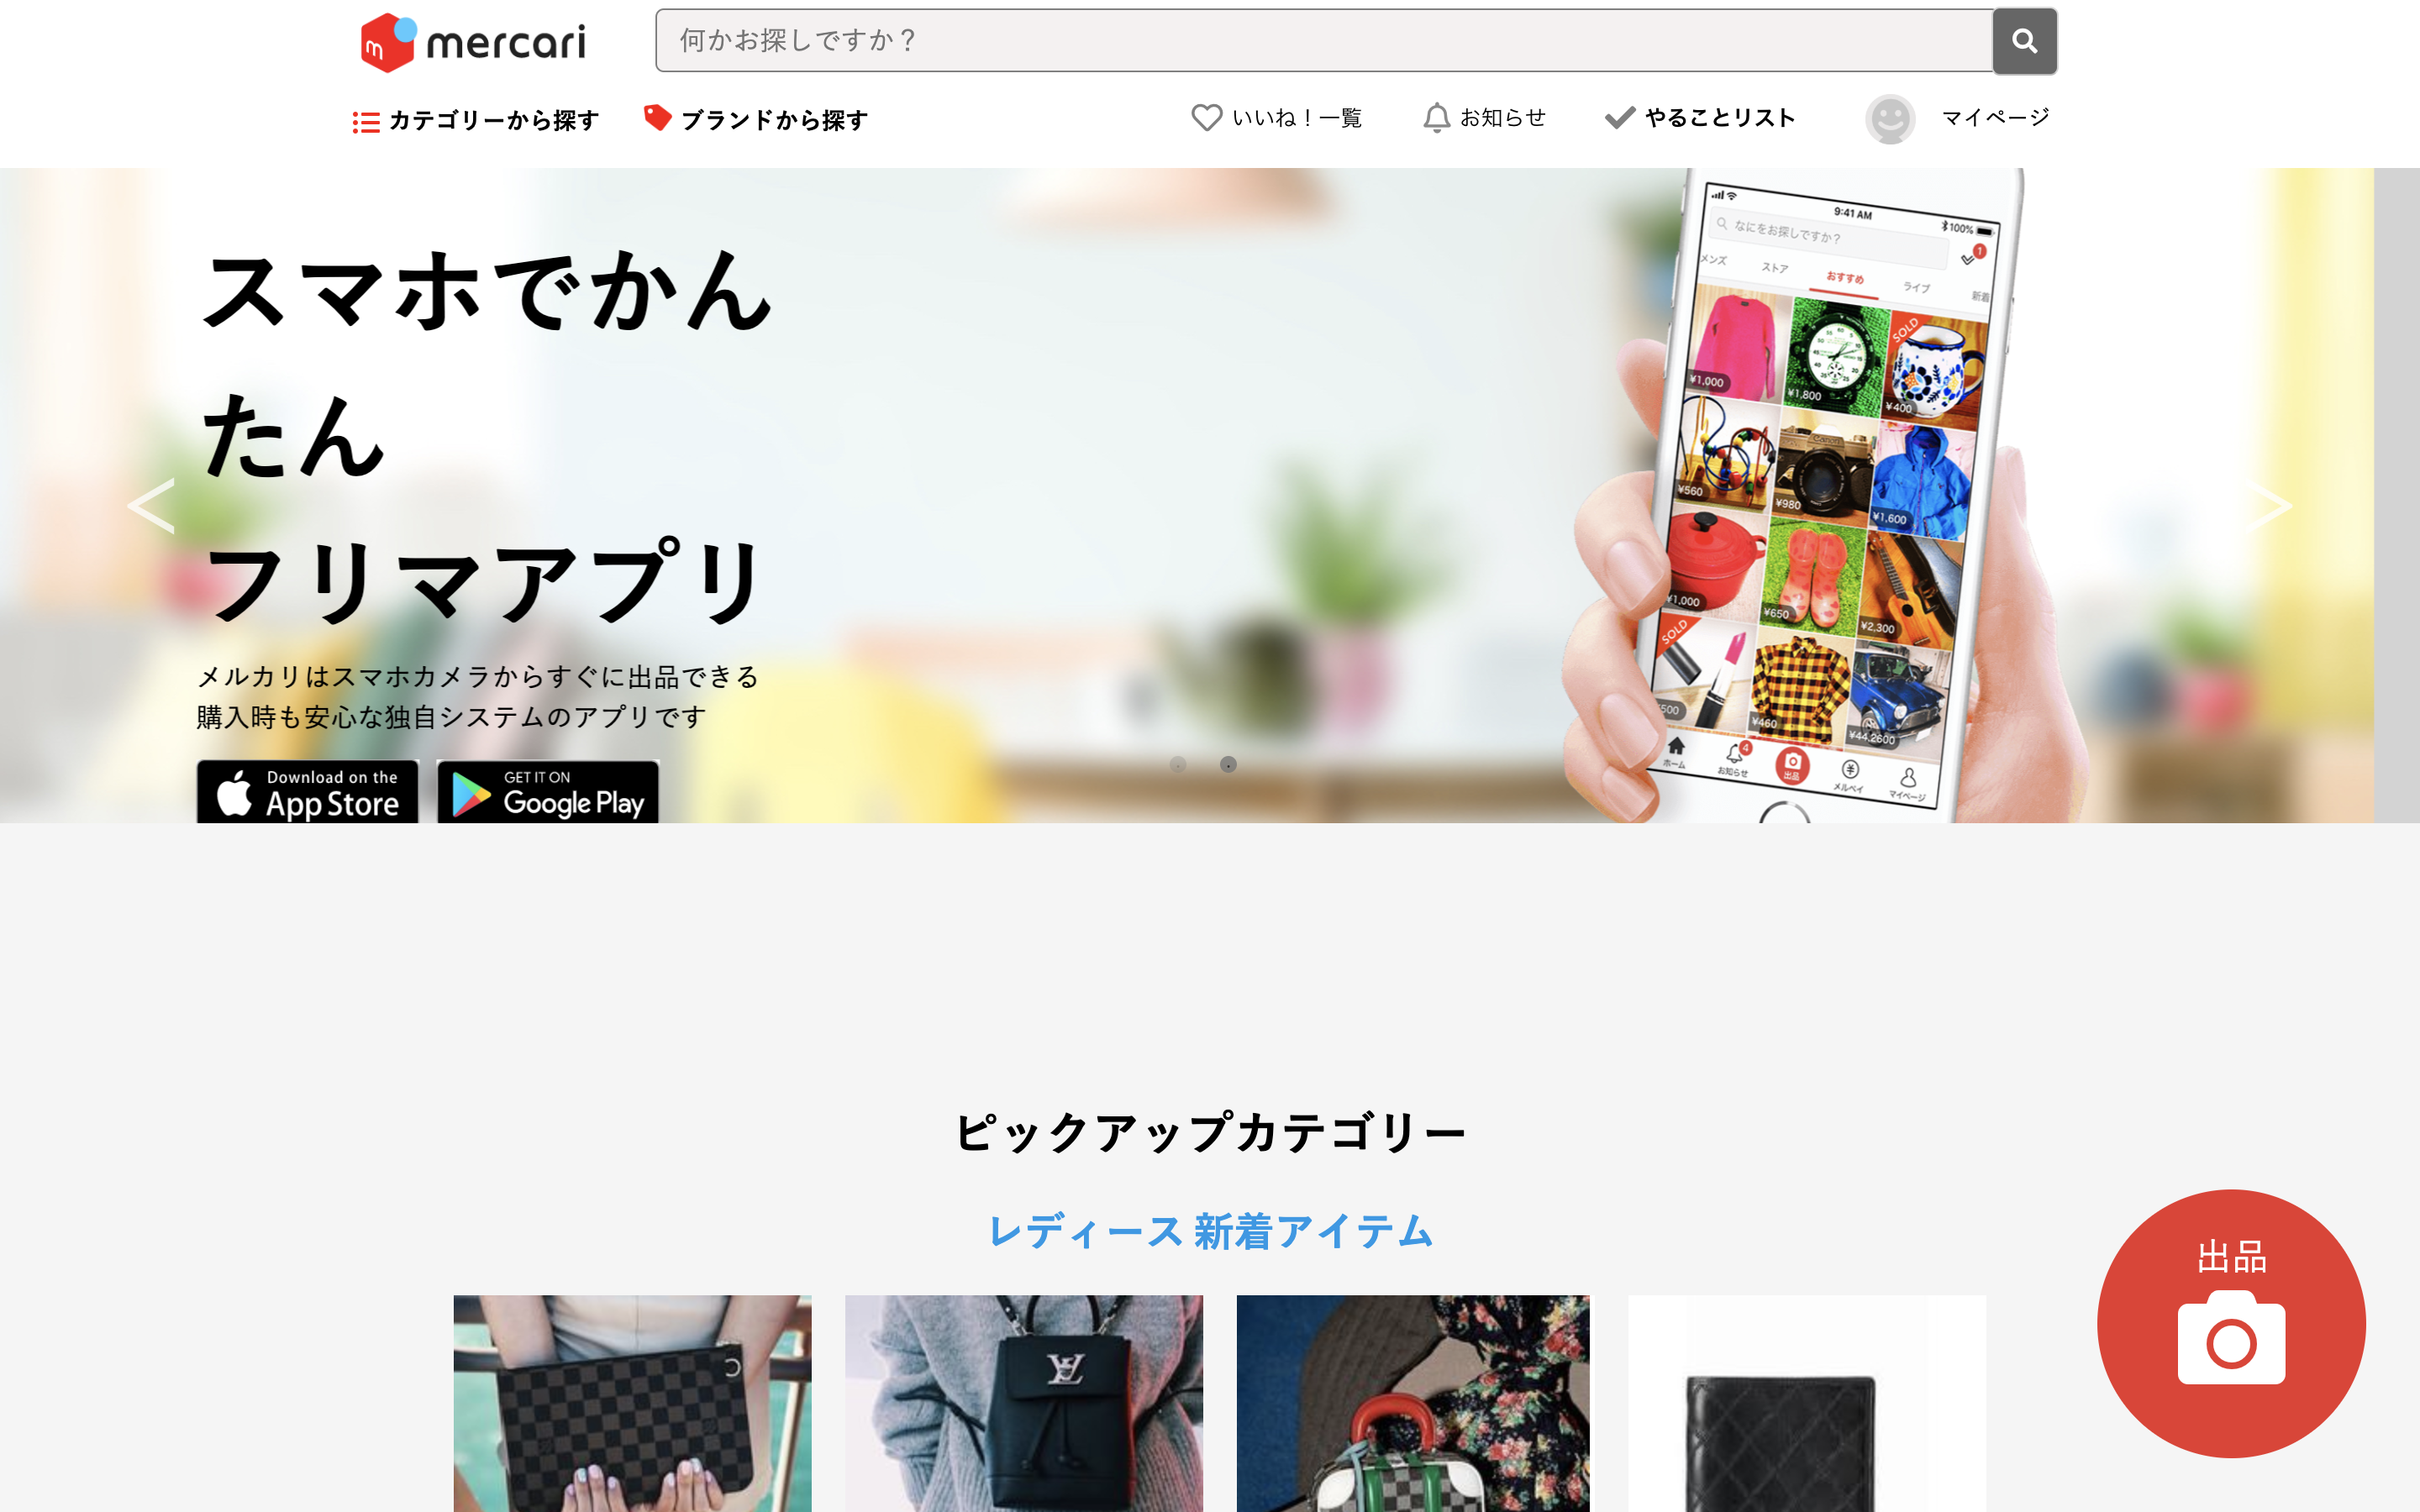 mercari
何かお探しですか？
カテゴリーから探す
ブランドから探す
いいね！一覧
お知らせ
やることリスト
マイページ
スマホでかん
たん
フリマアプリ
メルカリはスマホカメラからすぐに出品できる
購入時も安心な独自システムのアプリです
Download on the
App Store
GET IT ON
Google Play
9:41 AM
100%
なにをお探しですか？
1
メンズ
ストア
おすすめ
ライブ
新着
¥1,000
¥1,800
SOLD
¥400
¥560
Canon
¥980
¥1,600
¥1,000
¥650
¥2,300
SOLD
¥460
¥44,2600
ホーム
4
お知らせ
出品
メルペイ
マイページ
ピックアップカテゴリー
レディース 新着アイテム
出品